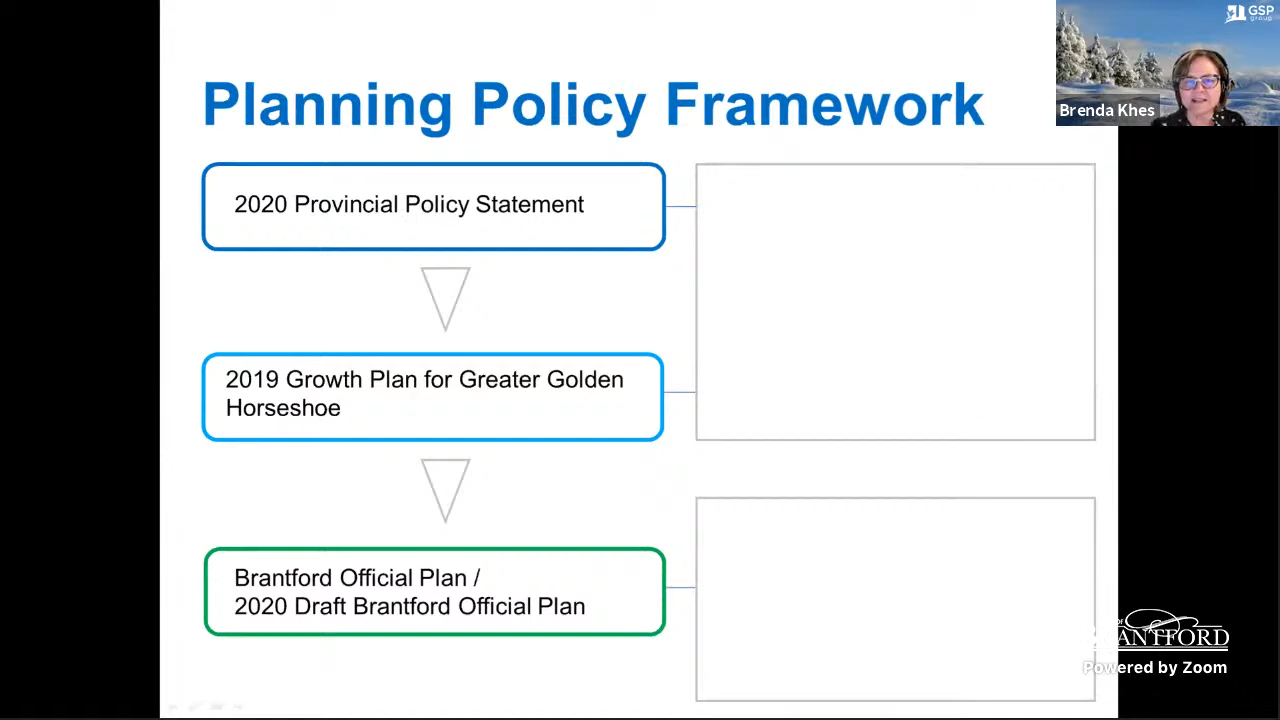 GSP
group
Planning Policy Framework
Brenda Khes
2020 Provincial Policy Statement
2019 Growth Plan for Greater Golden
Horseshoe
Brantford Official Plan /
2020 Draft Brantford Official Plan
Powered by Zoom